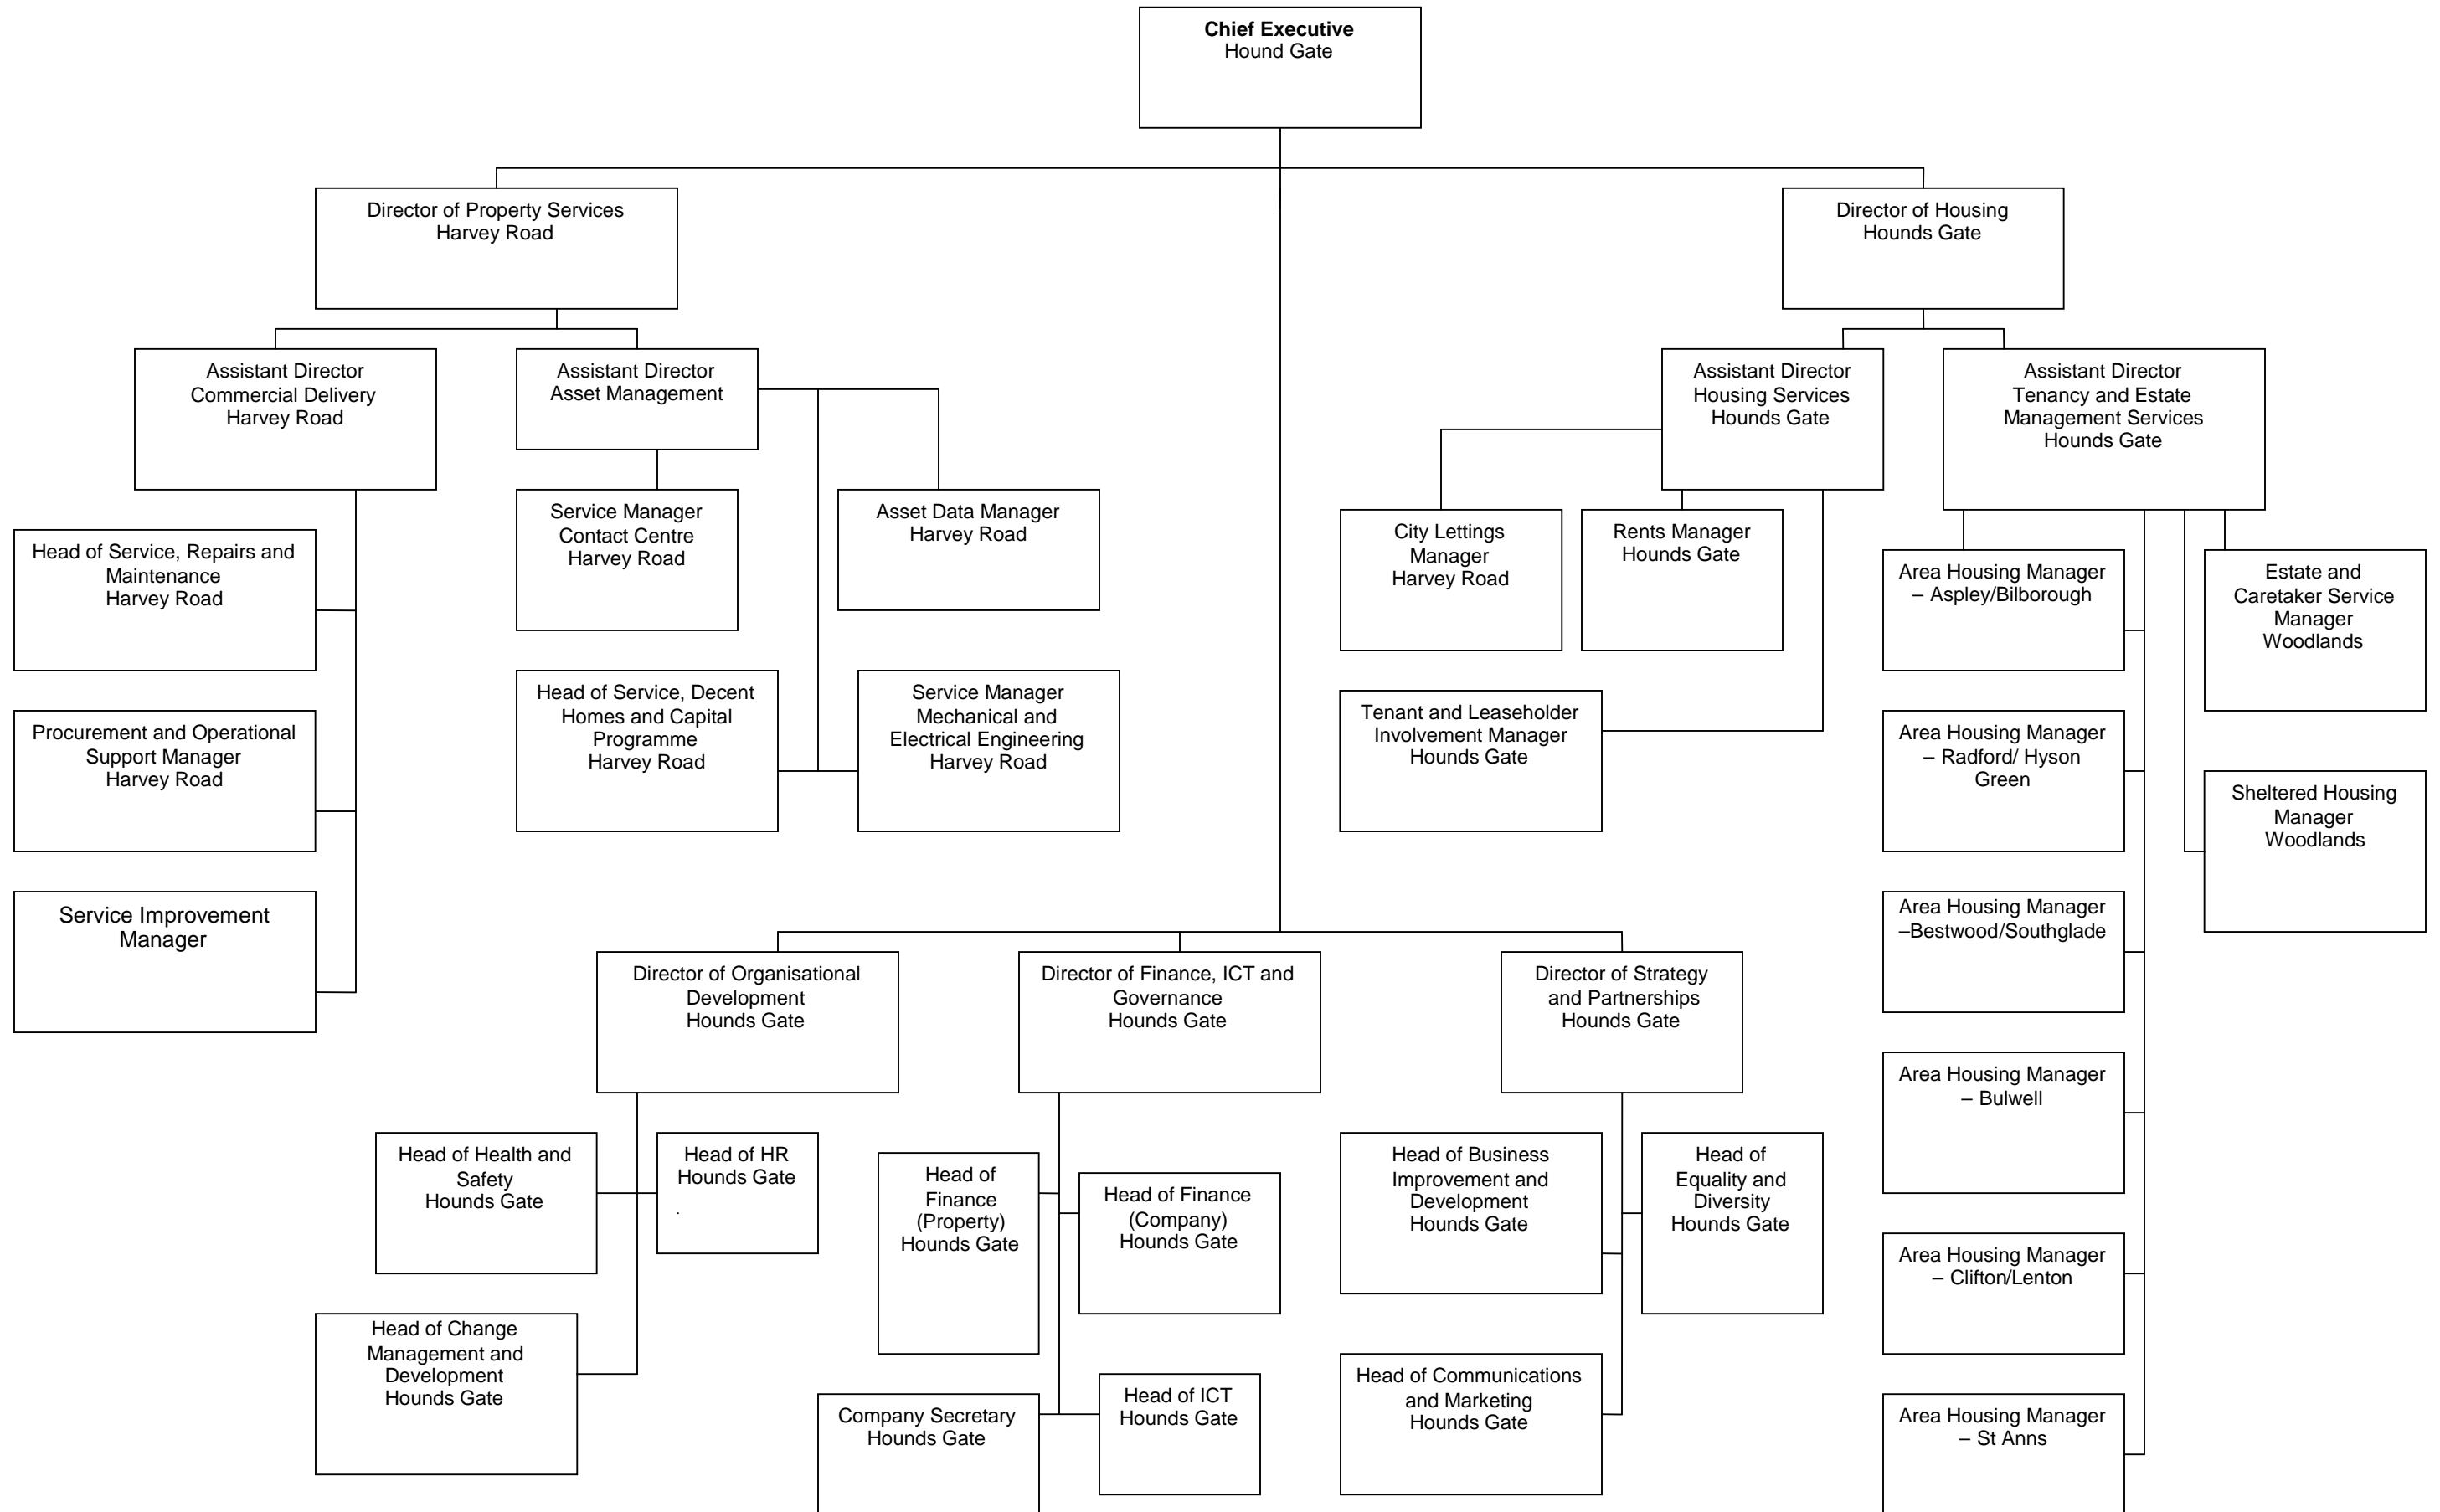 Chief Executive
Hound Gate
Director of Property Services
Harvey Road
Director of Housing
Hounds Gate
Assistant Director
Commercial Delivery
Harvey Road
Assistant Director
Asset Management
Assistant Director
Housing Services
Hounds Gate
Assistant Director
Tenancy and Estate
Management Services
Hounds Gate
Service Manager
Contact Centre
Harvey Road
Asset Data Manager
Harvey Road
City Lettings
Manager
Harvey Road
Rents Manager
Hounds Gate
Head of Service, Repairs and
Maintenance
Harvey Road
Area Housing Manager
– Aspley/Bilborough
Estate and
Caretaker Service
Manager
Woodlands
Head of Service, Decent
Homes and Capital
Programme
Harvey Road
Service Manager
Mechanical and
Electrical Engineering
Harvey Road
Tenant and Leaseholder
Involvement Manager
Hounds Gate
Procurement and Operational
Support Manager
Harvey Road
Area Housing Manager
– Radford/ Hyson
Green
Sheltered Housing
Manager
Woodlands
Service Improvement
Manager
Area Housing Manager
–Bestwood/Southglade
Director of Organisational
Development
Hounds Gate
Director of Finance, ICT and
Governance
Hounds Gate
Director of Strategy
and Partnerships
Hounds Gate
Area Housing Manager
– Bulwell
Head of Health and
Safety
Hounds Gate
Head of HR
Hounds Gate
.
Head of
Finance
(Property)
Hounds Gate
Head of Finance
(Company)
Hounds Gate
Head of Business
Improvement and
Development
Hounds Gate
Head of
Equality and
Diversity
Hounds Gate
Area Housing Manager
– Clifton/Lenton
Head of Change
Management and
Development
Hounds Gate
Company Secretary
Hounds Gate
Head of ICT
Hounds Gate
Head of Communications
and Marketing
Hounds Gate
Area Housing Manager
– St Anns